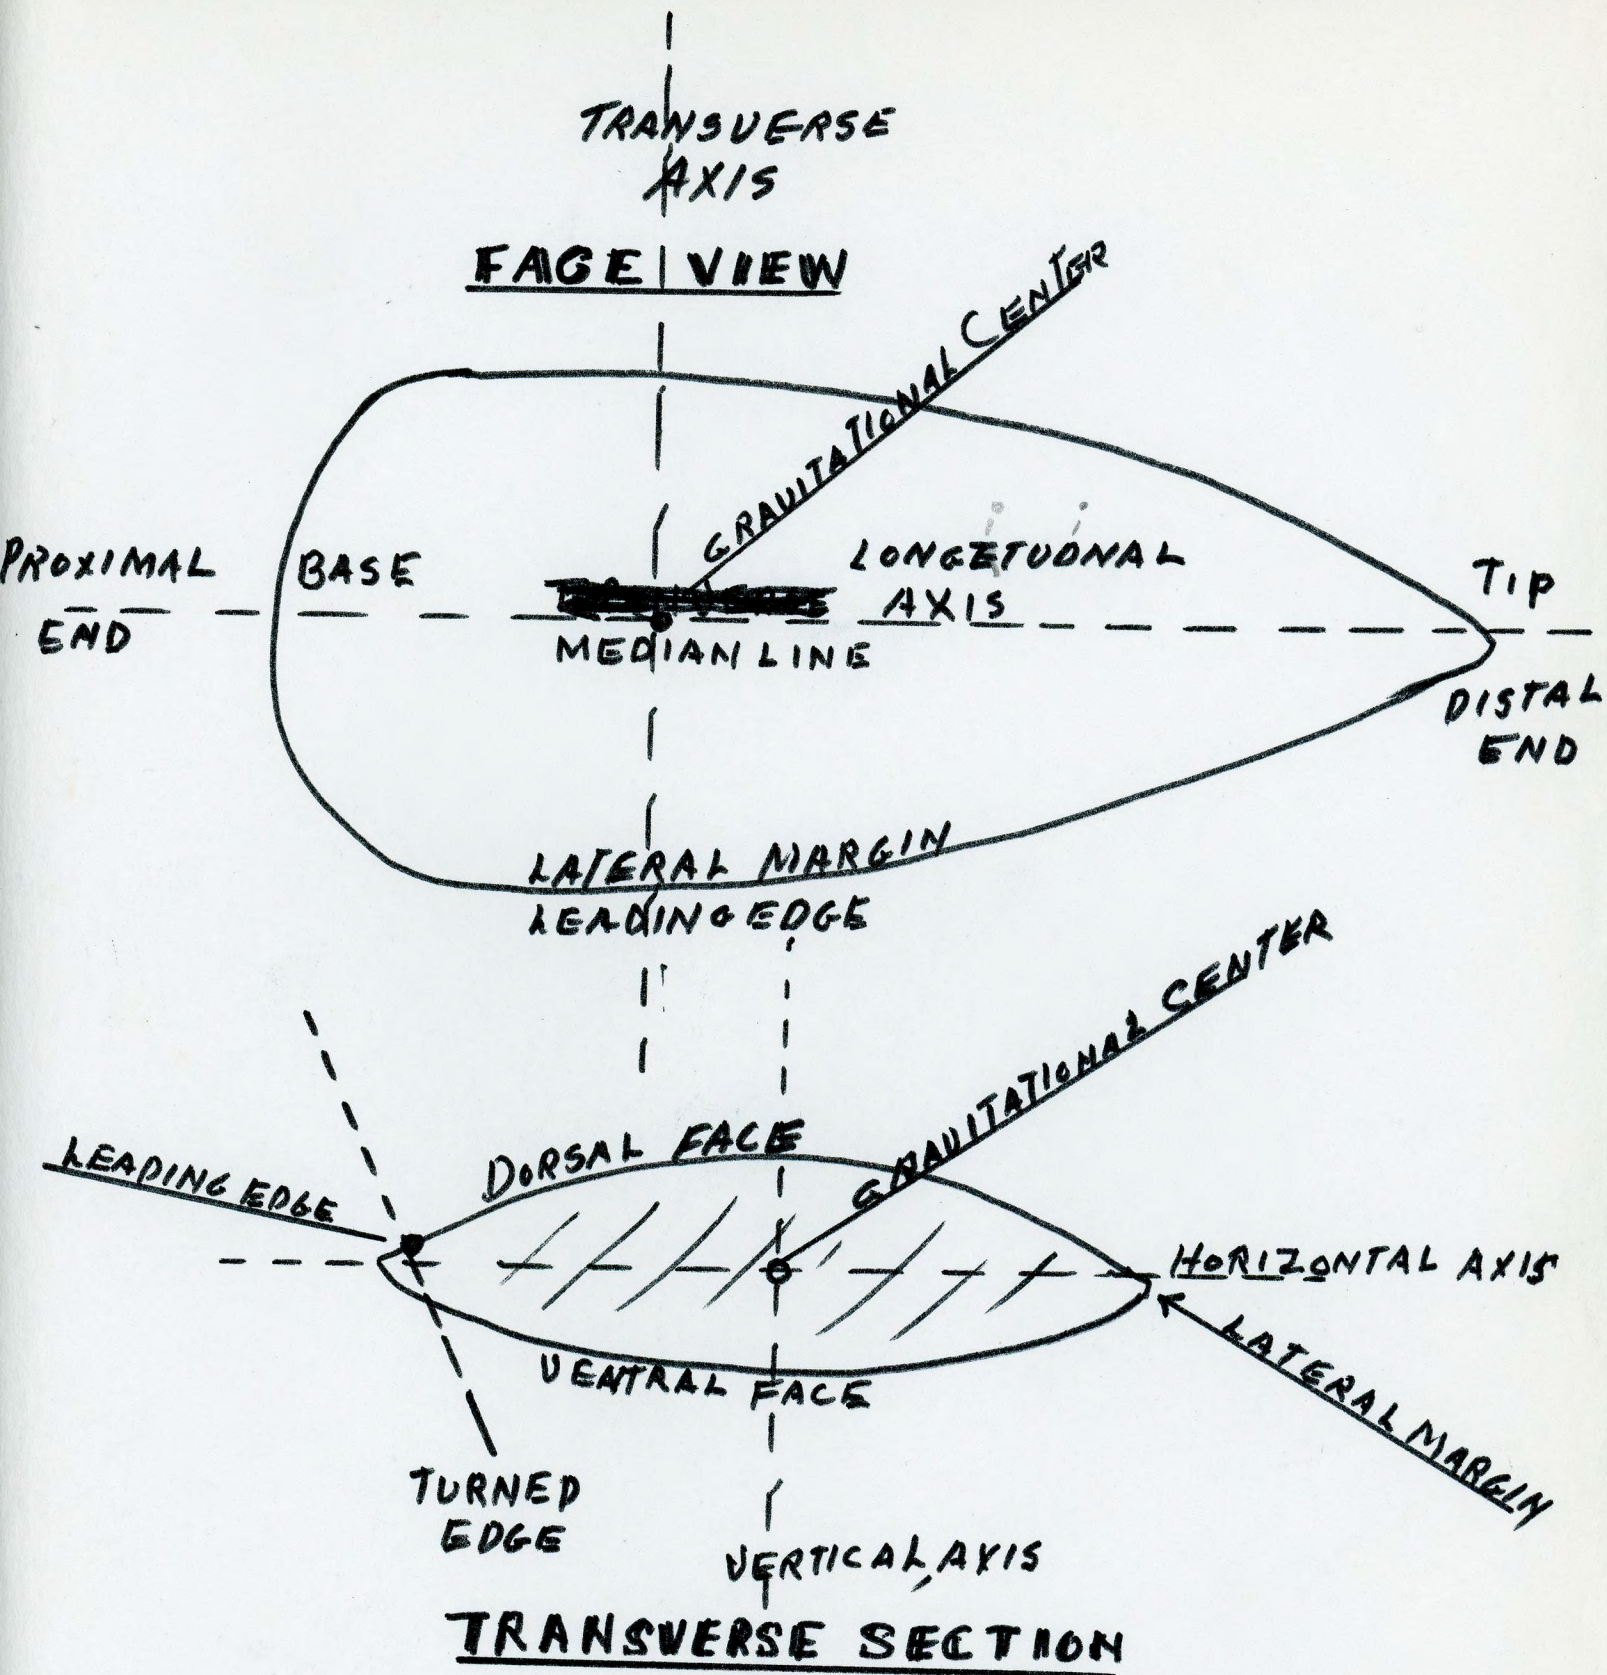 TRANSVERSE
AXIS
FACE VIEW
GRAVITATIONAL CENTER
PROXIMAL
END
BASE
LONGETUDNAL
AXIS
MEDIAN LINE
TIP
DISTAL
END
LATERAL MARGIN
LEADING EDGE
GRAVITATIONAL CENTER
DORSAL FACE
LEADING EDGE
HORIZONTAL AXIS
LATERAL MARGIN
VENTRAL FACE
TURNED
EDGE
VERTICAL AXIS
TRANSVERSE SECTION